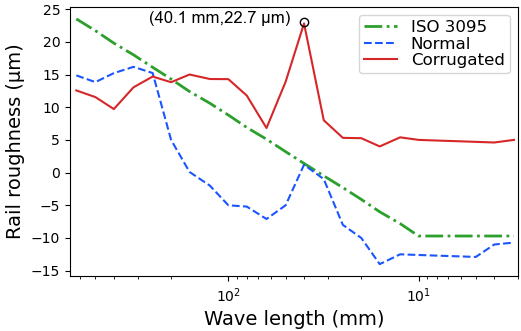 (40.1 mm,22.7 μm)
ISO 3095
Normal
Corrugated
25
20
15
10
5
0
−5
−10
−15
Rail roughness (μm)
10²
10¹
Wave length (mm)